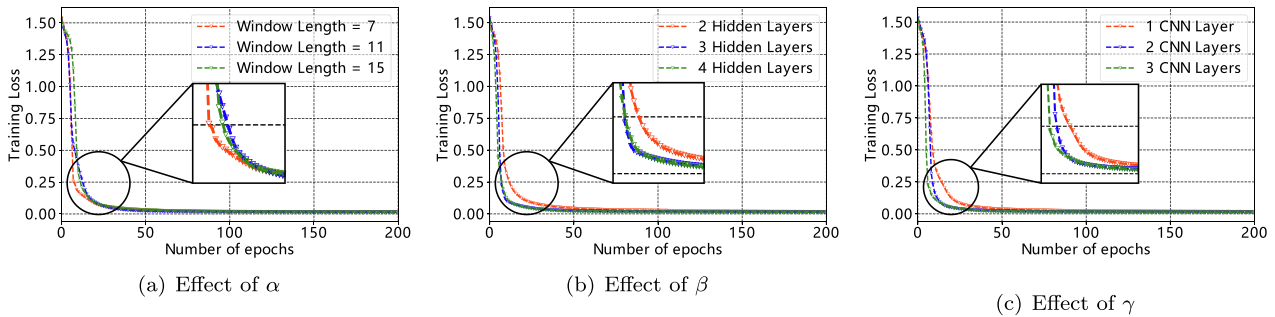 1.50
1.25
1.00
0.75
0.50
0.25
0.00
Training Loss
Window Length = 7
Window Length = 11
Window Length = 15
0 50 100 150 200
Number of epochs
(a) Effect of α
1.50
1.25
1.00
0.75
0.50
0.25
0.00
Training Loss
2 Hidden Layers
3 Hidden Layers
4 Hidden Layers
0 50 100 150 200
Number of epochs
(b) Effect of β
1.50
1.25
1.00
0.75
0.50
0.25
0.00
Training Loss
1 CNN Layer
2 CNN Layers
3 CNN Layers
0 50 100 150 200
Number of epochs
(c) Effect of γ